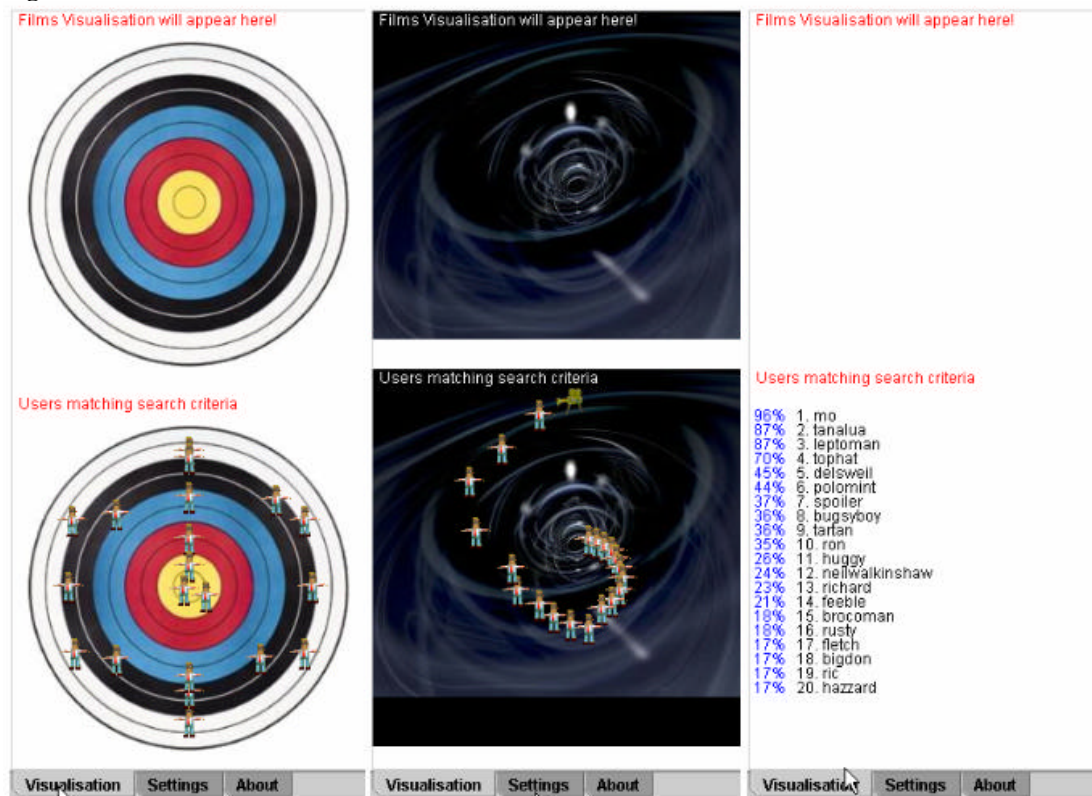 Films Visualisation will appear here!
Users matching search criteria
Visualisation Settings About
Films Visualisation will appear here!
Users matching search criteria
Visualisation Settings About
Films Visualisation will appear here!
Users matching search criteria
96% 1. mo
87% 2. tanalua
87% 3. leptoman
70% 4. tophat
45% 5. delsweil
44% 6. polomint
37% 7. spoiler
36% 8. bugsyboy
36% 9. tartan
35% 10. ron
26% 11. huggy
24% 12. neilwalkinshaw
23% 13. richard
21% 14. feeble
18% 15. brocoman
18% 16. rusty
17% 17. fletch
17% 18. bigdon
17% 19. ric
17% 20. hazzard
Visualisation Settings About